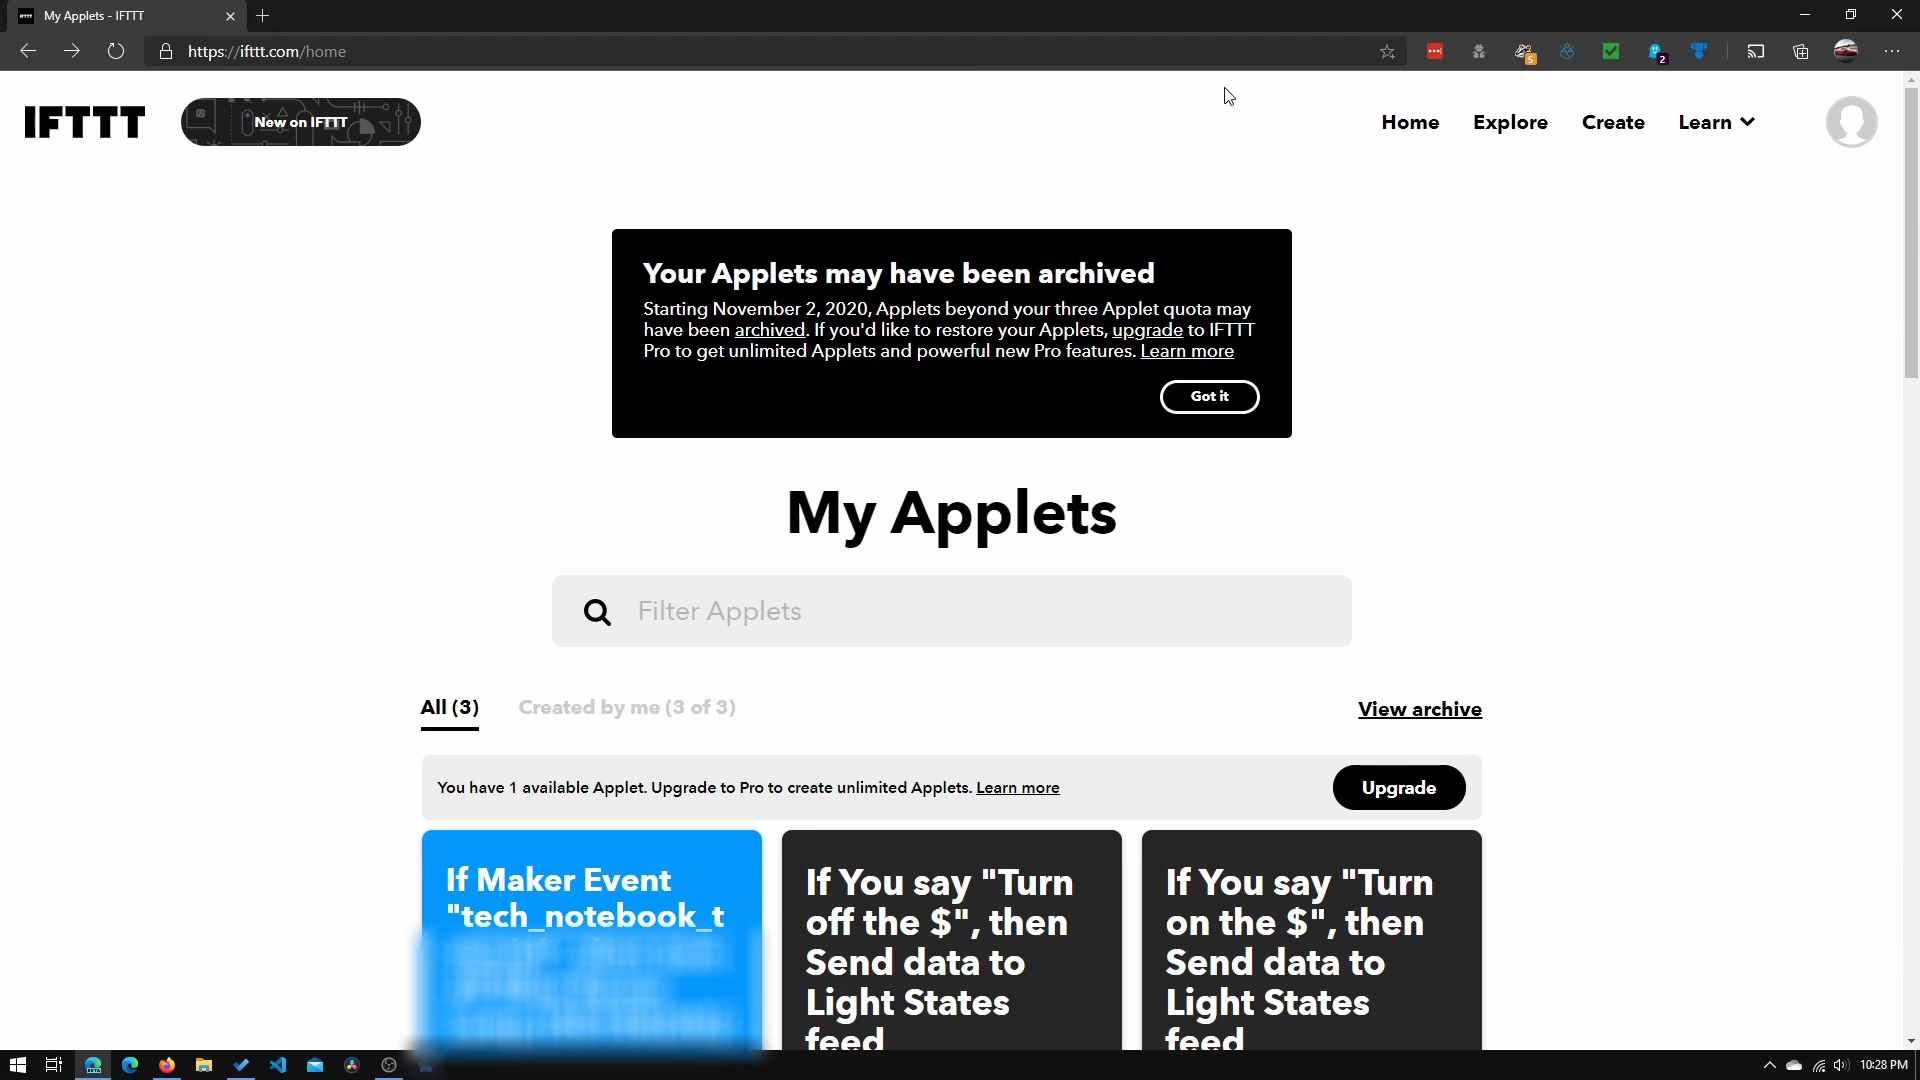 My Applets - IFTTT
https://ifttt.com/home
5
2
IFTTT
New on IFTTT
Home
Explore
Create
Learn
Your Applets may have been archived
Starting November 2, 2020, Applets beyond your three Applet quota may
have been archived. If you'd like to restore your Applets, upgrade to IFTTT
Pro to get unlimited Applets and powerful new Pro features. Learn more
Got it
My Applets
Filter Applets
All (3)
Created by me (3 of 3)
View archive
You have 1 available Applet. Upgrade to Pro to create unlimited Applets. Learn more
Upgrade
If Maker Event
"tech_notebook_t
If You say "Turn
off the $", then
Send data to
Light States
feed
If You say "Turn
on the $", then
Send data to
Light States
feed
10:28 PM